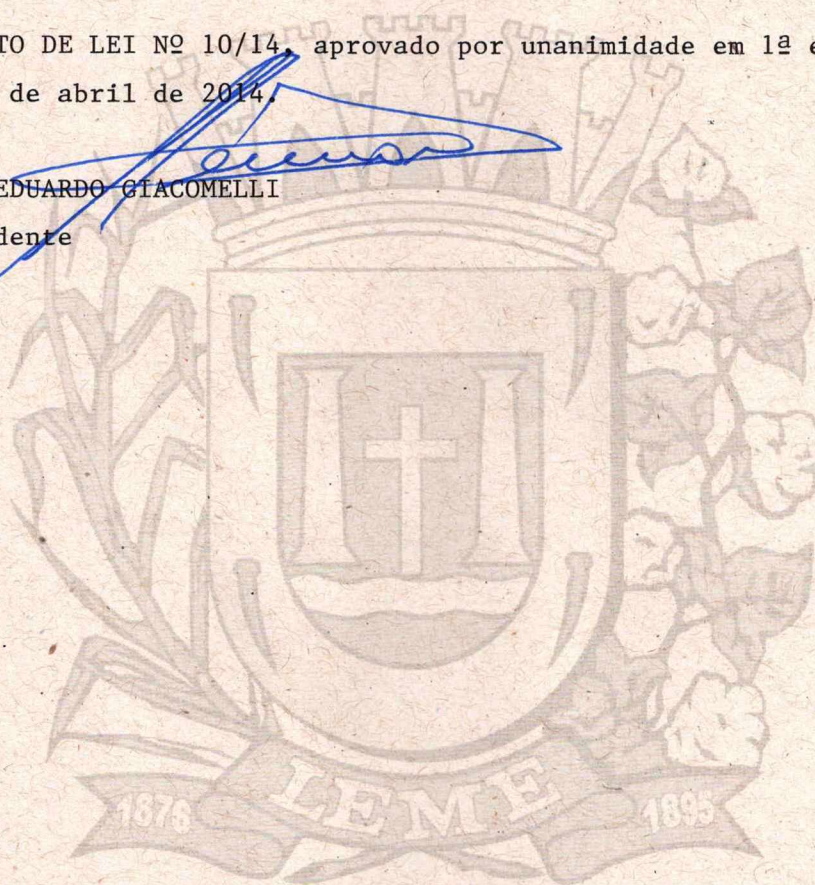 TO DE LEI Nº 10/14, aprovado por unanimidade em 1ª e
de abril de 2014.
EDUARDO GIACOMELLI
dente
1876 LEME 1895